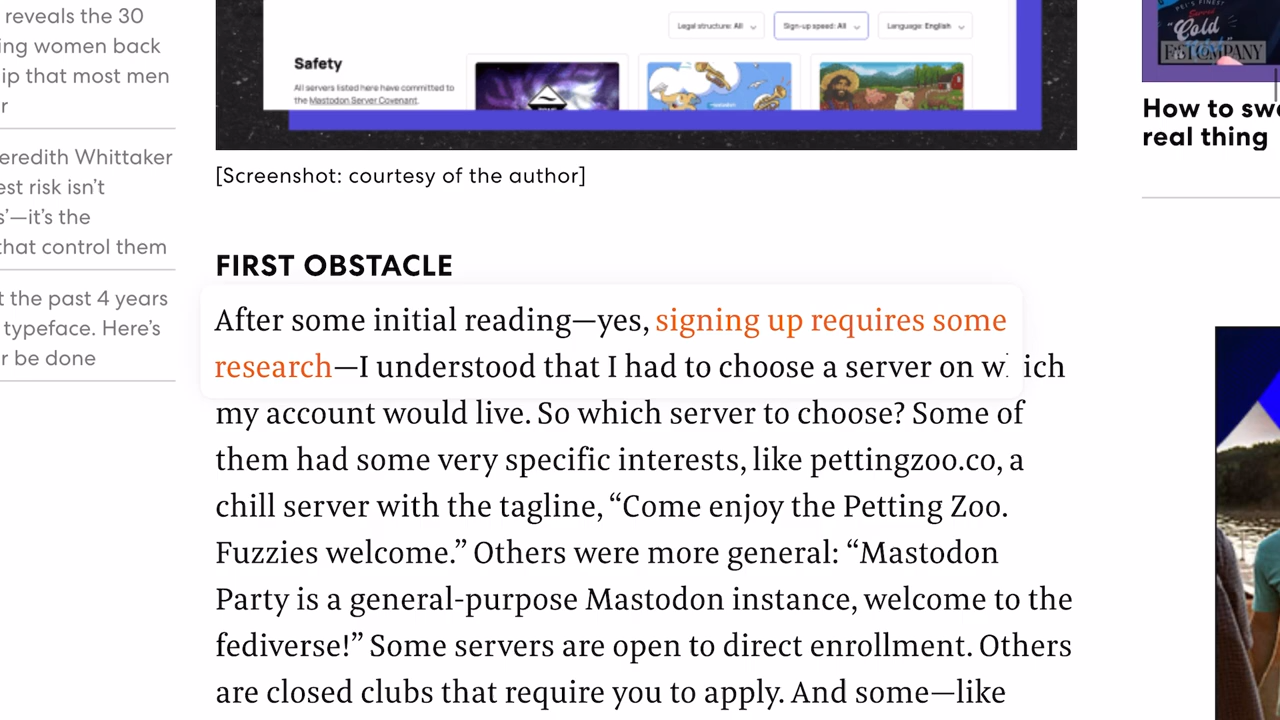 reveals the 30
ing women back
ip that most men
r
eredith Whittaker
est risk isn't
s'—it's the
that control them
t the past 4 years
typeface. Here's
r be done
Legal structure: All
Sign-up speed: All
Language: English
Safety
All servers listed here have committed to
the Mastodon Server Covenant.
[Screenshot: courtesy of the author]
FIRST OBSTACLE
After some initial reading—yes, signing up requires some
research—I understood that I had to choose a server on w ich
my account would live. So which server to choose? Some of
them had some very specific interests, like pettingzoo.co, a
chill server with the tagline, “Come enjoy the Petting Zoo.
Fuzzies welcome.” Others were more general: “Mastodon
Party is a general-purpose Mastodon instance, welcome to the
fediverse!” Some servers are open to direct enrollment. Others
are closed clubs that require you to apply. And some—like
PEI'S FINEST
"Cold
FAST COMPANY
How to swa
real thing